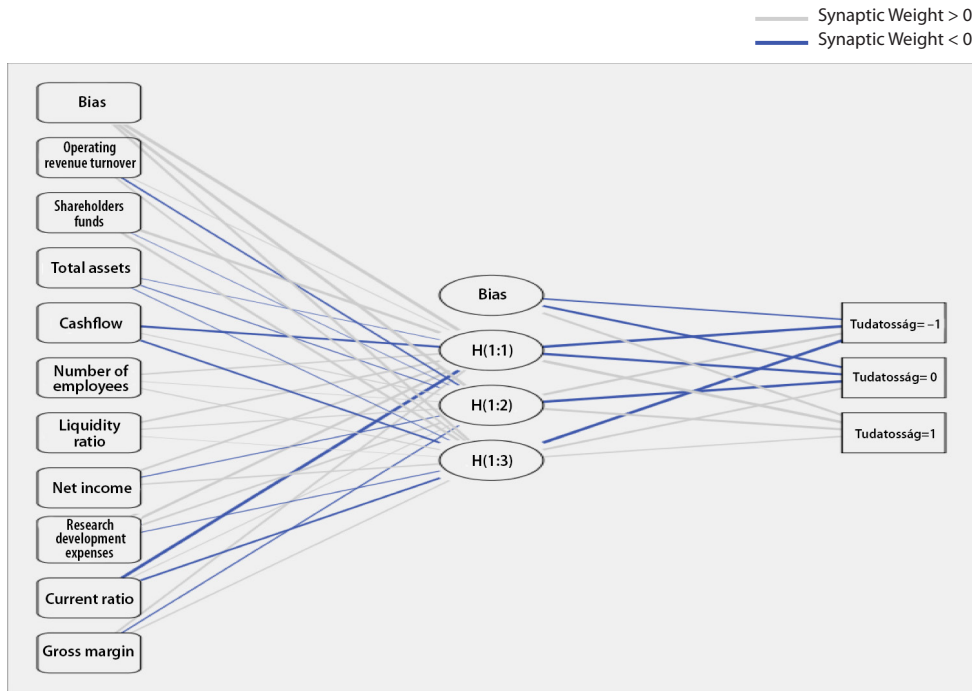 Synaptic Weight > 0
Synaptic Weight < 0
Bias
Operating
revenue turnover
Shareholders
funds
Total assets
Cashflow
Number of
employees
Liquidity
ratio
Net income
Research
development
expenses
Current ratio
Gross margin
Bias
H(1:1)
H(1:2)
H(1:3)
Tudatosság= –1
Tudatosság= 0
Tudatosság=1